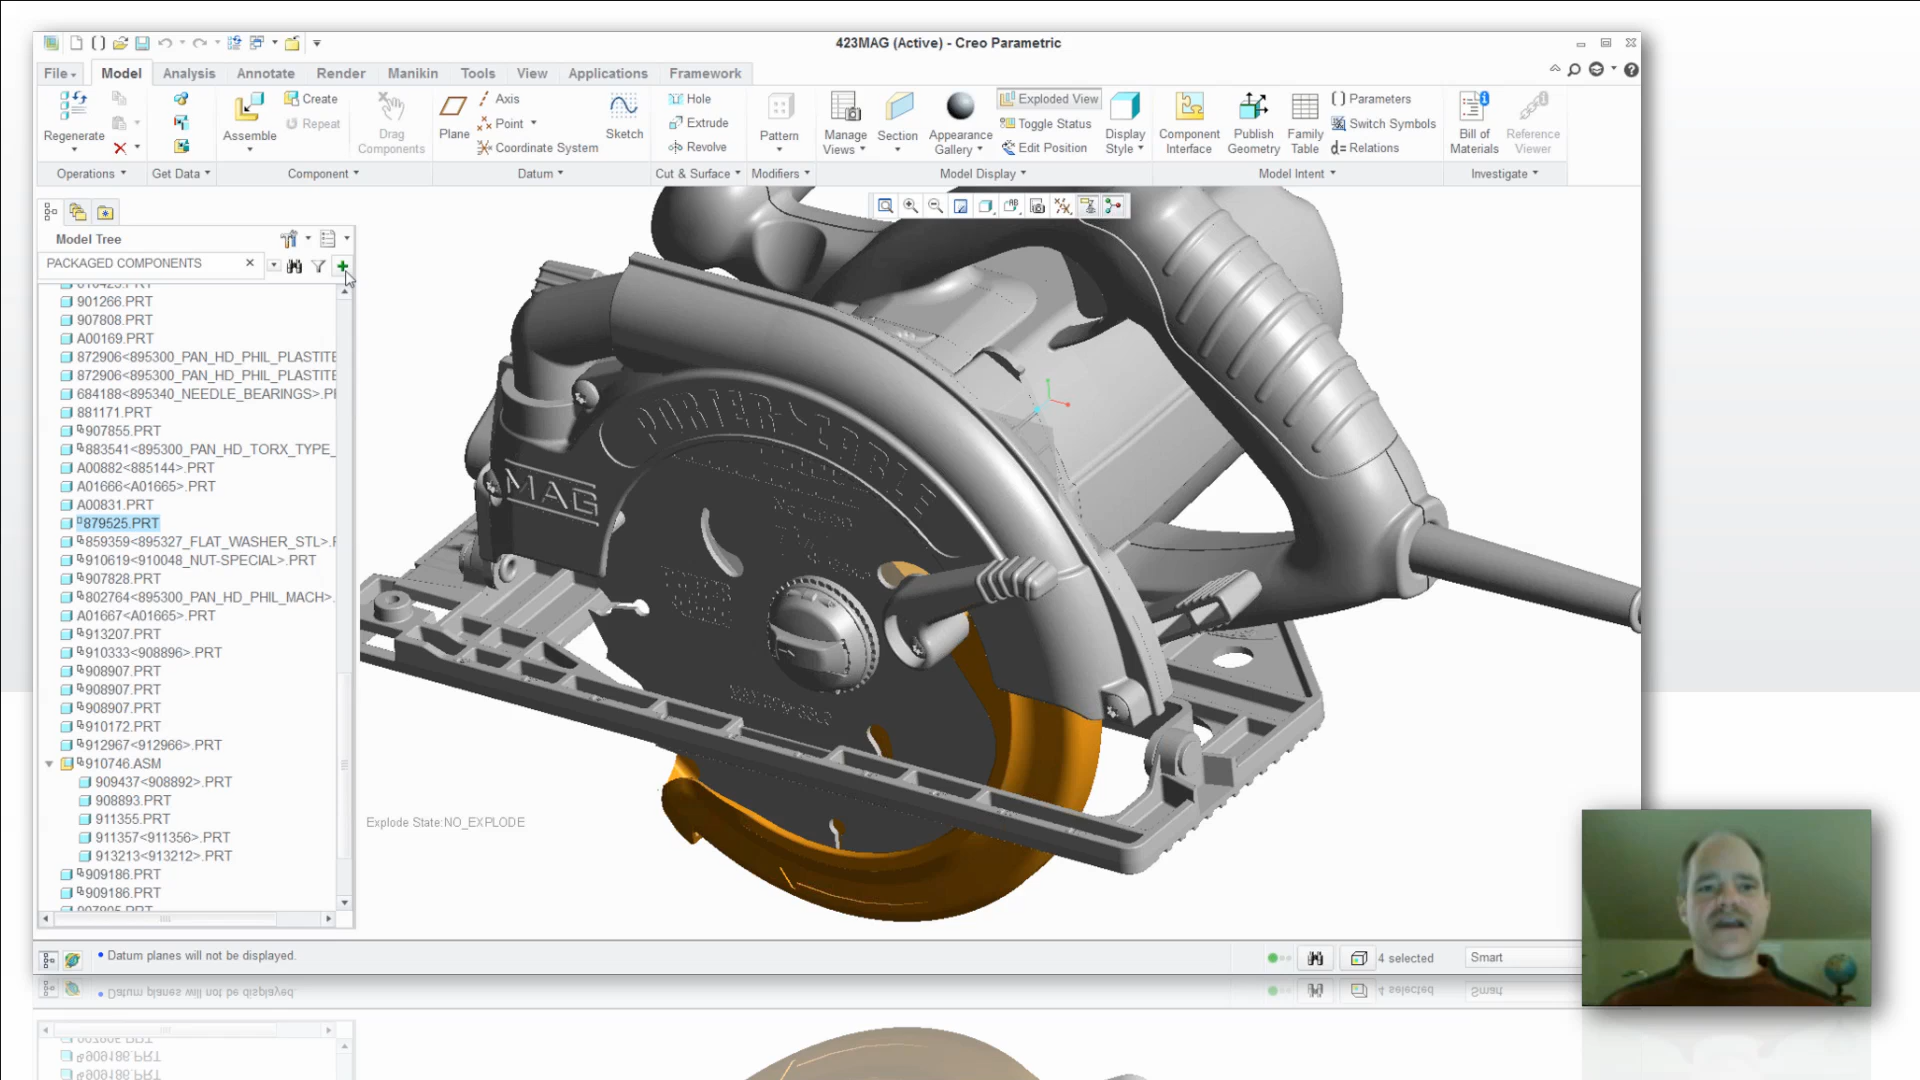 423MAG (Active) - Creo Parametric
File
Model
Analysis
Annotate
Render
Manikin
Tools
View
Applications
Framework
Regenerate
Assemble
Create
Repeat
Drag Components
Plane
Axis
Point
Coordinate System
Sketch
Hole
Extrude
Revolve
Pattern
Manage Views
Section
Appearance Gallery
Exploded View
Toggle Status
Edit Position
Display Style
Component Interface
Publish Geometry
Family Table
Parameters
Switch Symbols
d= Relations
Bill of Materials
Reference Viewer
Operations
Get Data
Component
Datum
Cut & Surface
Modifiers
Model Display
Model Intent
Investigate
Model Tree
PACKAGED COMPONENTS
901266.PRT
907808.PRT
A00169.PRT
872906<895300_PAN_HD_PHIL_PLASTITE
872906<895300_PAN_HD_PHIL_PLASTITE
684188<895340_NEEDLE_BEARINGS>.P
881171.PRT
907855.PRT
883541<895300_PAN_HD_TORX_TYPE_
A00882<885144>.PRT
A01666<A01665>.PRT
A00831.PRT
879525.PRT
859359<895327_FLAT_WASHER_STL>.
910619<910048_NUT-SPECIAL>.PRT
907828.PRT
802764<895300_PAN_HD_PHIL_MACH>.
A01667<A01665>.PRT
913207.PRT
910333<908896>.PRT
908907.PRT
908907.PRT
908907.PRT
910172.PRT
912967<912966>.PRT
910746.ASM
909437<908892>.PRT
908893.PRT
911355.PRT
911357<911356>.PRT
913213<913212>.PRT
909186.PRT
909186.PRT
PORTER-CABLE
MAG
Explode State:NO_EXPLODE
Datum planes will not be displayed.
4 selected
Smart